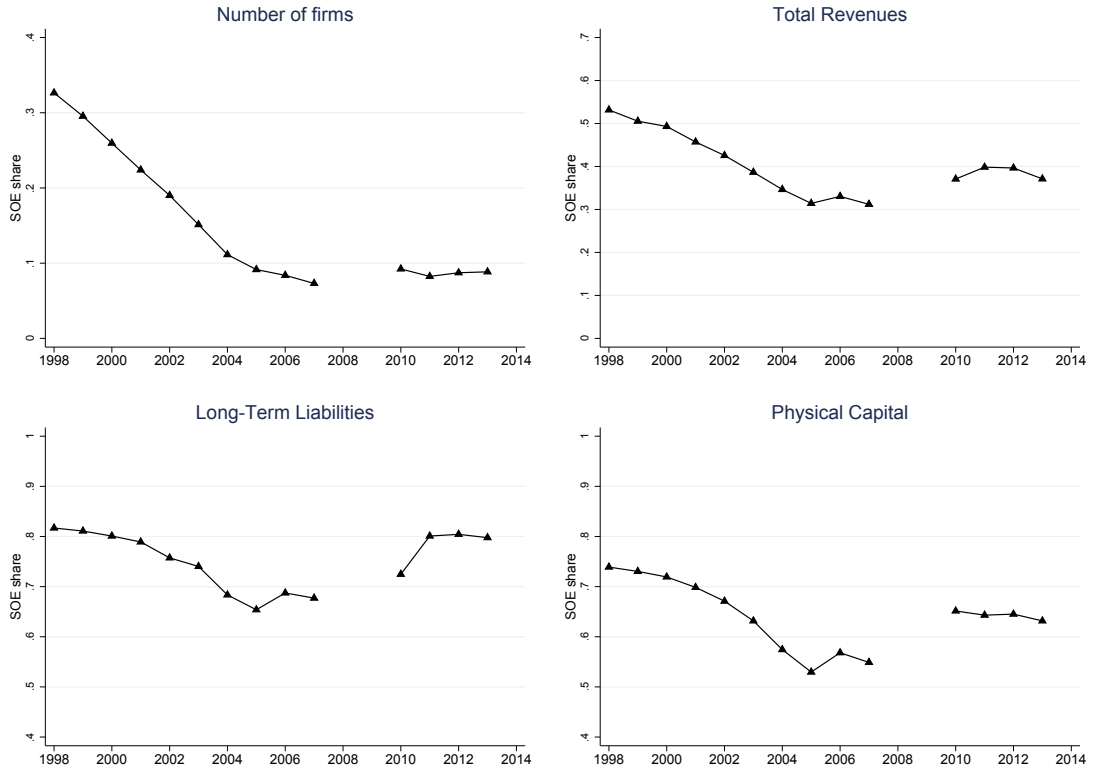 Number of firms
SOE share
.4
.3
.2
.1
0
1998 2000 2002 2004 2006 2008 2010 2012 2014
Total Revenues
SOE share
.7
.6
.5
.4
.3
.2
.1
0
1998 2000 2002 2004 2006 2008 2010 2012 2014
Long-Term Liabilities
SOE share
1
.9
.8
.7
.6
.5
.4
1998 2000 2002 2004 2006 2008 2010 2012 2014
Physical Capital
SOE share
1
.9
.8
.7
.6
.5
.4
1998 2000 2002 2004 2006 2008 2010 2012 2014